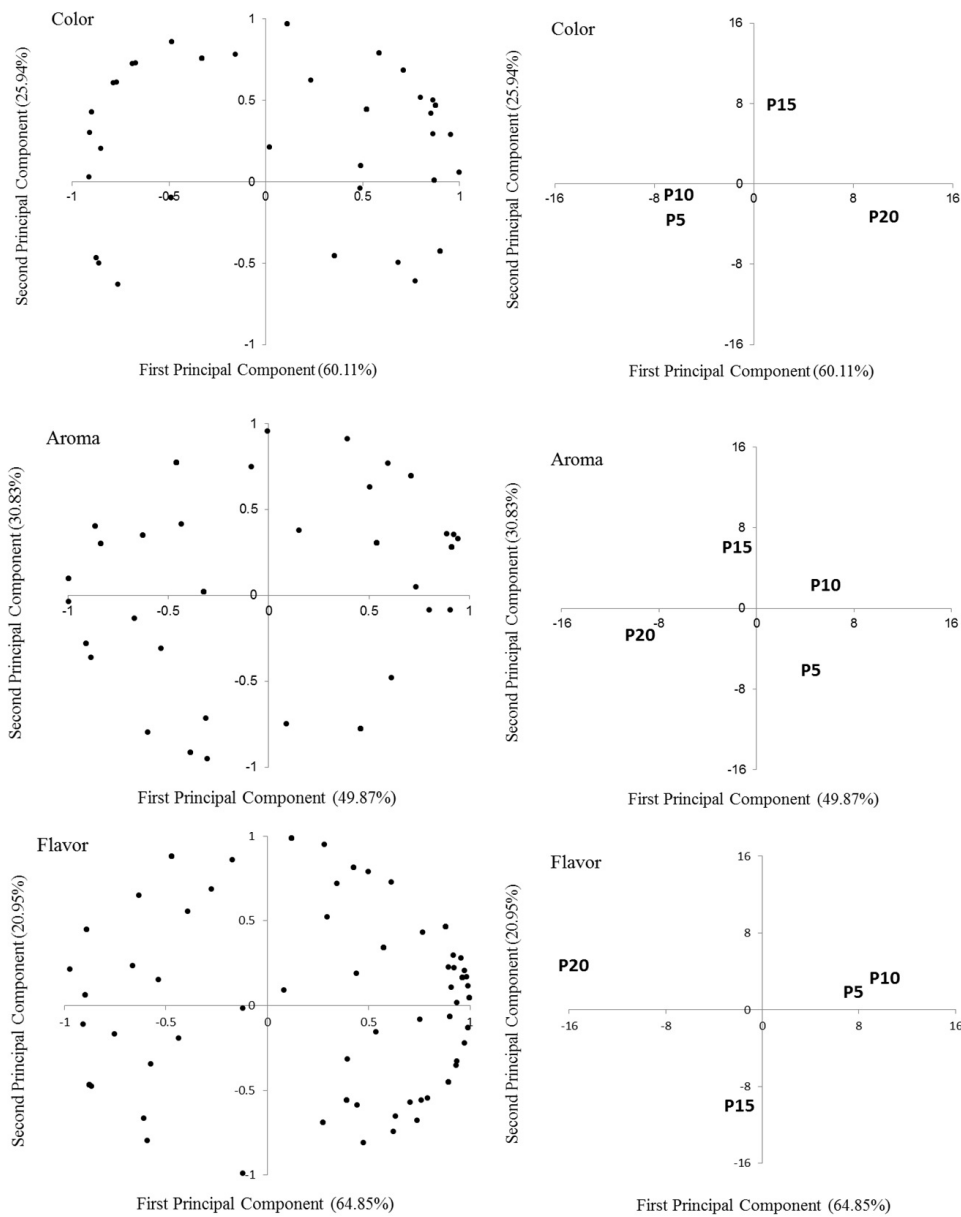 Color
Second Principal Component (25.94%)
1
0.5
0
-0.5
-1
-1
-0.5
0
0.5
1
First Principal Component (60.11%)
Color
Second Principal Component (25.94%)
16
8
0
-8
-16
-16
-8
0
8
16
P15
P10
P5
P20
First Principal Component (60.11%)
Aroma
Second Principal Component (30.83%)
1
0.5
0
-0.5
-1
-1
-0.5
0
0.5
1
First Principal Component (49.87%)
Aroma
Second Principal Component (30.83%)
16
8
0
-8
-16
-16
-8
0
8
16
P15
P10
P20
P5
First Principal Component (49.87%)
Flavor
Second Principal Component (20.95%)
1
0.5
0
-0.5
-1
-1
-0.5
0
0.5
1
First Principal Component (64.85%)
Flavor
Second Principal Component (20.95%)
16
8
0
-8
-16
-16
-8
0
8
16
P20
P10
P5
P15
First Principal Component (64.85%)